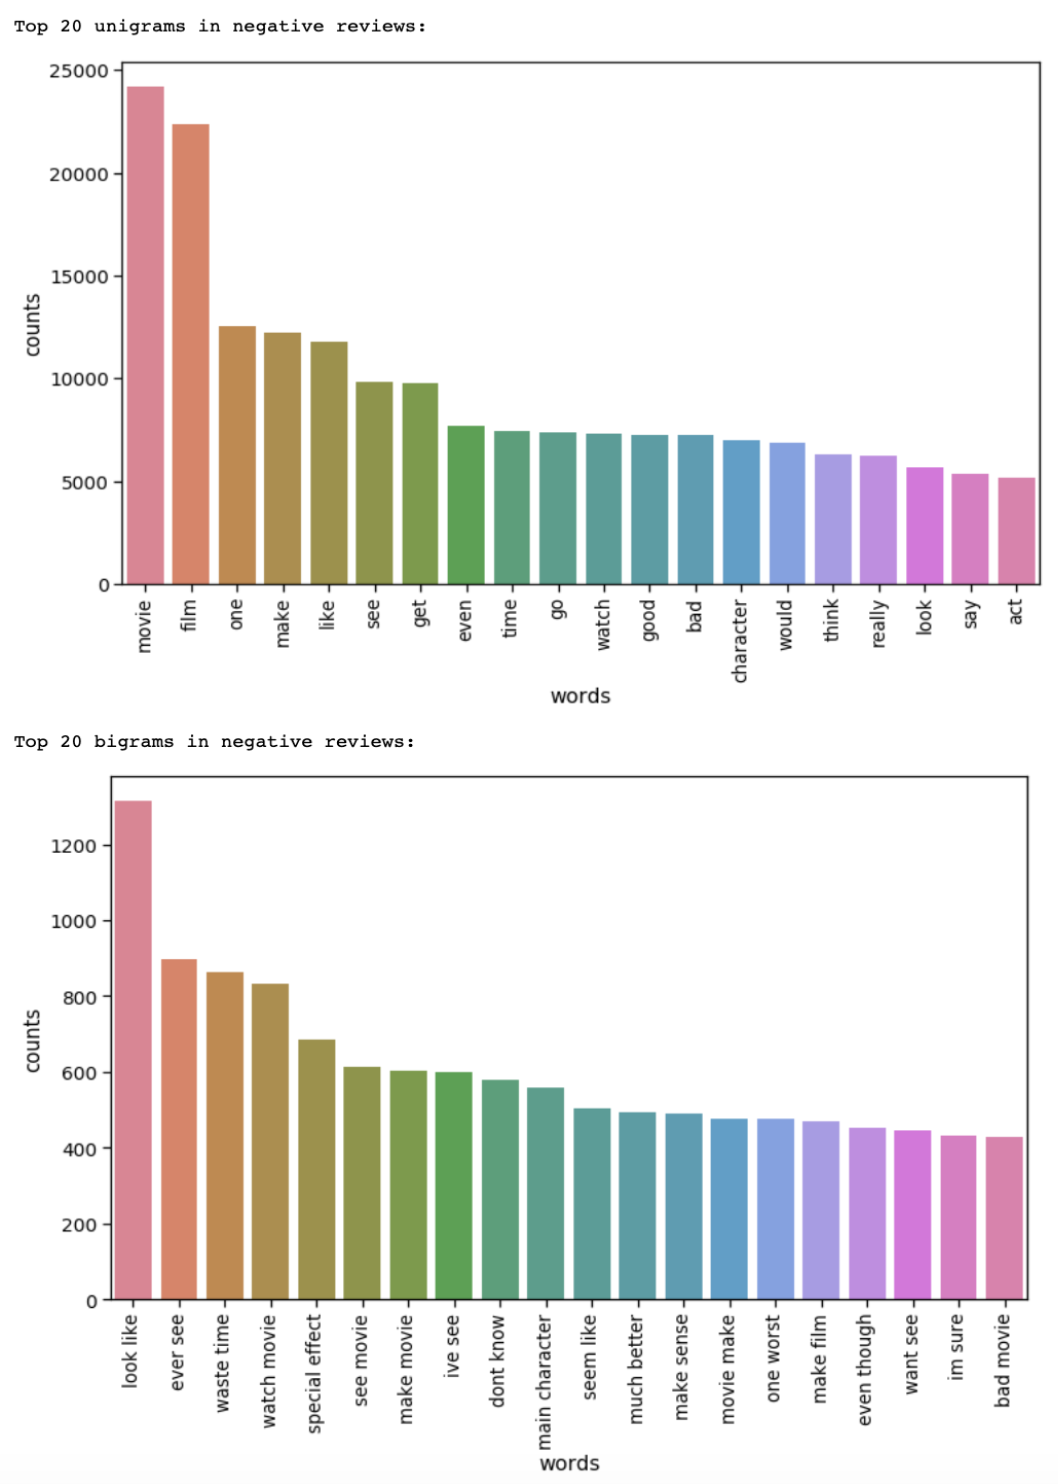 Top 20 unigrams in negative reviews:
25000
20000
15000
10000
5000
0
counts
movie
film
one
make
like
see
get
even
time
go
watch
good
bad
character
would
think
really
look
say
act
words
Top 20 bigrams in negative reviews:
1200
1000
800
600
400
200
0
counts
look like
ever see
waste time
watch movie
special effect
see movie
make movie
ive see
dont know
main character
seem like
much better
make sense
movie make
one worst
make film
even though
want see
im sure
bad movie
words